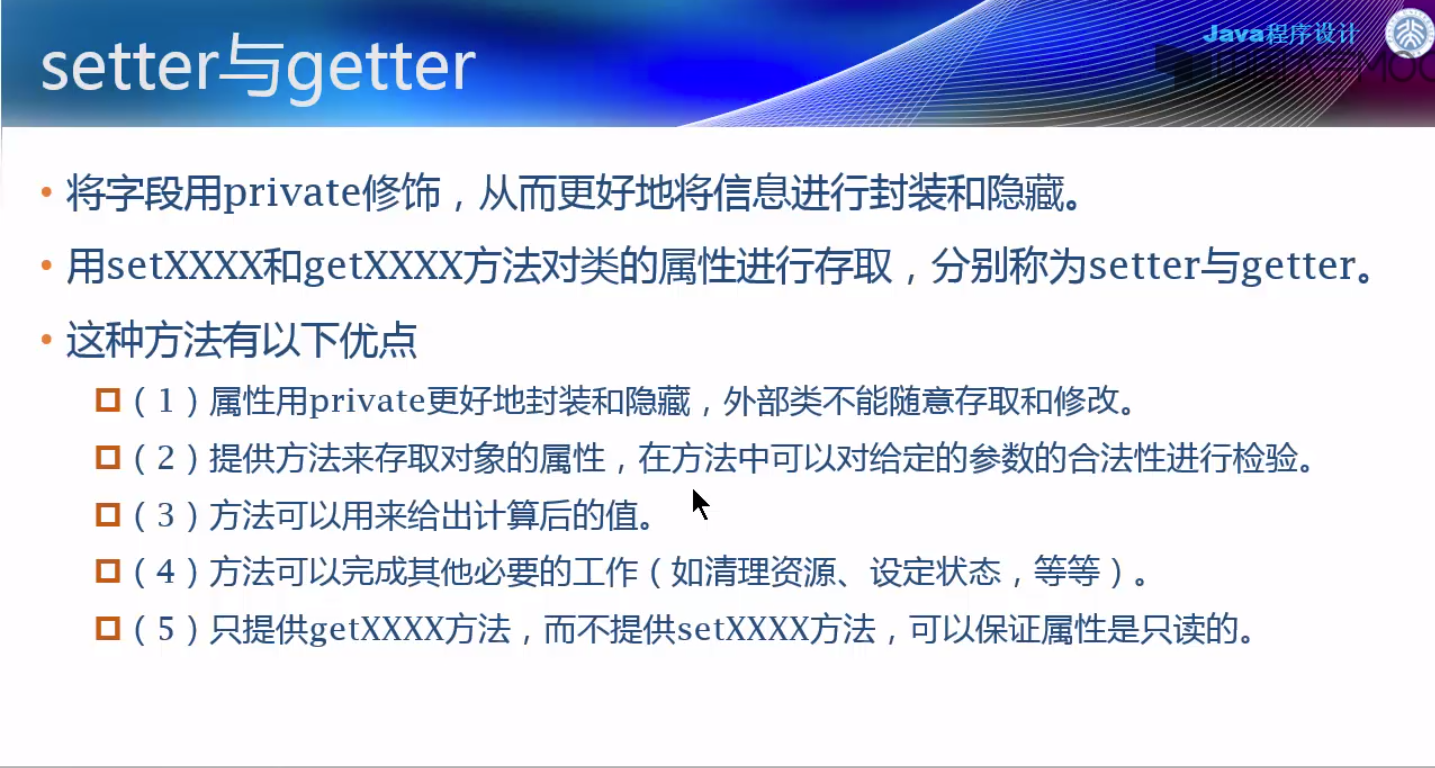 Java程序设计
setter与getter
• 将字段用private修饰，从而更好地将信息进行封装和隐藏。
• 用setXXXX和getXXXX方法对类的属性进行存取，分别称为setter与getter。
• 这种方法有以下优点
（1）属性用private更好地封装和隐藏，外部类不能随意存取和修改。
（2）提供方法来存取对象的属性，在方法中可以对给定的参数的合法性进行检验。
（3）方法可以用来给出计算后的值。
（4）方法可以完成其他必要的工作（如清理资源、设定状态，等等）。
（5）只提供getXXXX方法，而不提供setXXXX方法，可以保证属性是只读的。